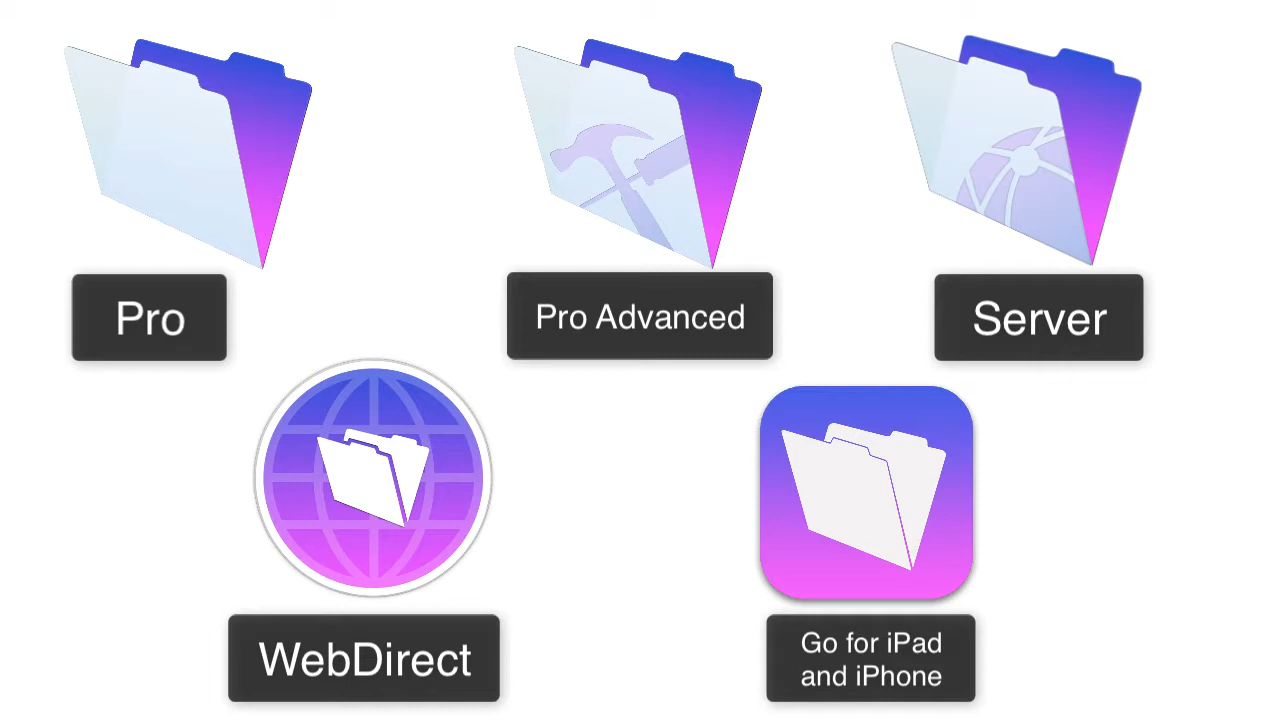 Pro
Pro Advanced
Server
WebDirect
Go for iPad
and iPhone